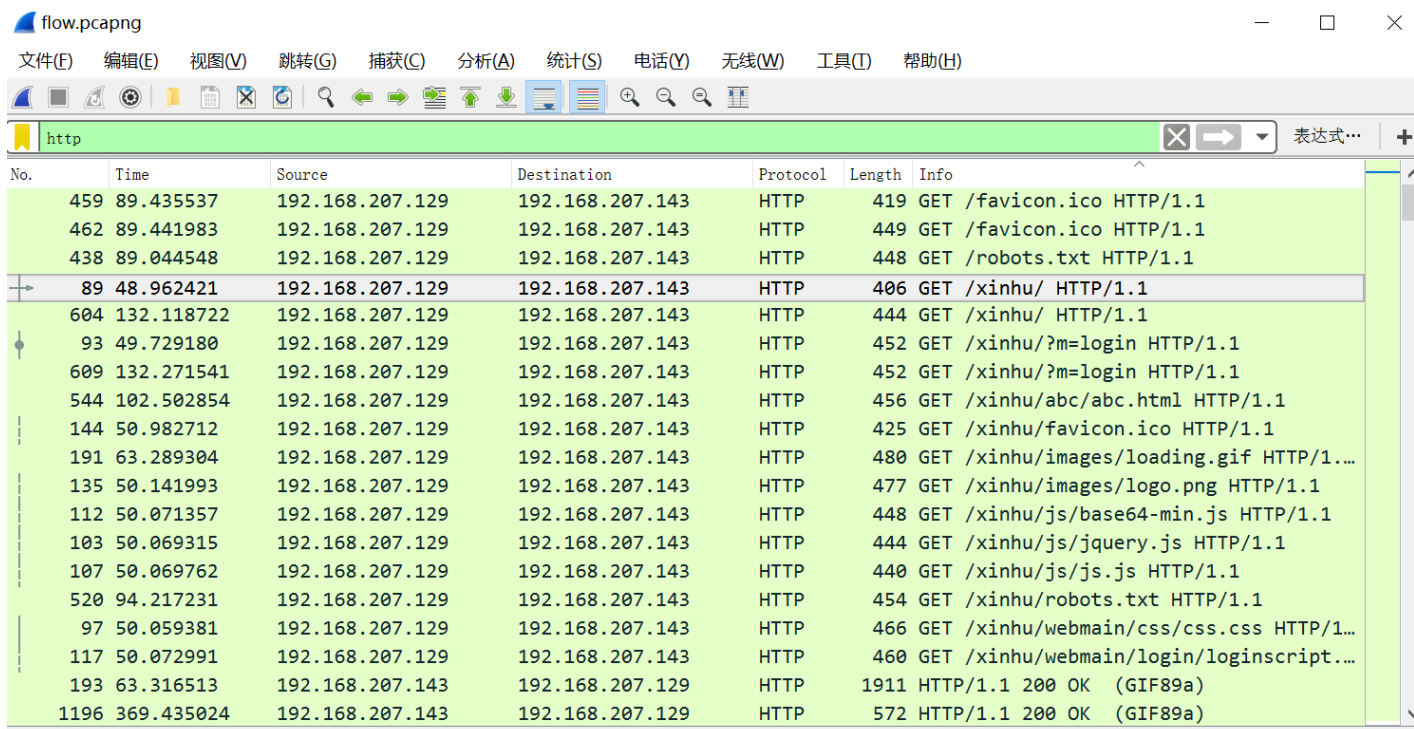 flow.pcapng
文件(F) 编辑(E) 视图(V) 跳转(G) 捕获(C) 分析(A) 统计(S) 电话(Y) 无线(W) 工具(T) 帮助(H)
http 表达式… +
No. Time Source Destination Protocol Length Info
459 89.435537 192.168.207.129 192.168.207.143 HTTP 419 GET /favicon.ico HTTP/1.1
462 89.441983 192.168.207.129 192.168.207.143 HTTP 449 GET /favicon.ico HTTP/1.1
438 89.044548 192.168.207.129 192.168.207.143 HTTP 448 GET /robots.txt HTTP/1.1
89 48.962421 192.168.207.129 192.168.207.143 HTTP 406 GET /xinhu/ HTTP/1.1
604 132.118722 192.168.207.129 192.168.207.143 HTTP 444 GET /xinhu/ HTTP/1.1
93 49.729180 192.168.207.129 192.168.207.143 HTTP 452 GET /xinhu/?m=login HTTP/1.1
609 132.271541 192.168.207.129 192.168.207.143 HTTP 452 GET /xinhu/?m=login HTTP/1.1
544 102.502854 192.168.207.129 192.168.207.143 HTTP 456 GET /xinhu/abc/abc.html HTTP/1.1
144 50.982712 192.168.207.129 192.168.207.143 HTTP 425 GET /xinhu/favicon.ico HTTP/1.1
191 63.289304 192.168.207.129 192.168.207.143 HTTP 480 GET /xinhu/images/loading.gif HTTP/1.…
135 50.141993 192.168.207.129 192.168.207.143 HTTP 477 GET /xinhu/images/logo.png HTTP/1.1
112 50.071357 192.168.207.129 192.168.207.143 HTTP 448 GET /xinhu/js/base64-min.js HTTP/1.1
103 50.069315 192.168.207.129 192.168.207.143 HTTP 444 GET /xinhu/js/jquery.js HTTP/1.1
107 50.069762 192.168.207.129 192.168.207.143 HTTP 440 GET /xinhu/js/js.js HTTP/1.1
520 94.217231 192.168.207.129 192.168.207.143 HTTP 454 GET /xinhu/robots.txt HTTP/1.1
97 50.059381 192.168.207.129 192.168.207.143 HTTP 466 GET /xinhu/webmain/css/css.css HTTP/1…
117 50.072991 192.168.207.129 192.168.207.143 HTTP 460 GET /xinhu/webmain/login/loginscript.…
193 63.316513 192.168.207.143 192.168.207.129 HTTP 1911 HTTP/1.1 200 OK (GIF89a)
1196 369.435024 192.168.207.143 192.168.207.129 HTTP 572 HTTP/1.1 200 OK (GIF89a)